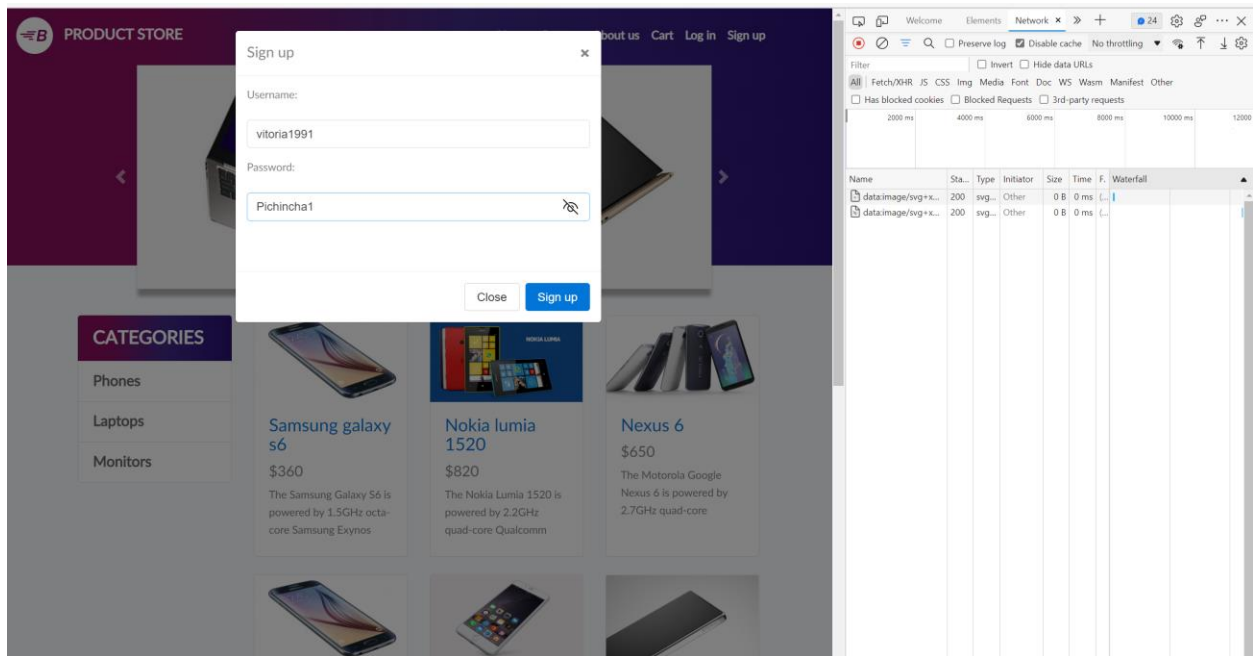 B PRODUCT STORE
bout us Cart Log in Sign up
Sign up ×
Username:
vitoria1991
Password:
Pichincha1
Close Sign up
CATEGORIES
Phones
Laptops
Monitors
NOKIA LUMIA
Samsung galaxy
s6
$360
The Samsung Galaxy S6 is
powered by 1.5GHz octa-
core Samsung Exynos
Nokia lumia
1520
$820
The Nokia Lumia 1520 is
powered by 2.2GHz
quad-core Qualcomm
Nexus 6
$650
The Motorola Google
Nexus 6 is powered by
2.7GHz quad-core
Welcome Elements Network × » + 24
Preserve log Disable cache No throttling
Filter Invert Hide data URLs
All Fetch/XHR JS CSS Img Media Font Doc WS Wasm Manifest Other
Has blocked cookies Blocked Requests 3rd-party requests
2000 ms 4000 ms 6000 ms 8000 ms 10000 ms 12000
Name Sta... Type Initiator Size Time F. Waterfall
data:image/svg+x... 200 svg... Other 0 B 0 ms (...
data:image/svg+x... 200 svg... Other 0 B 0 ms (...